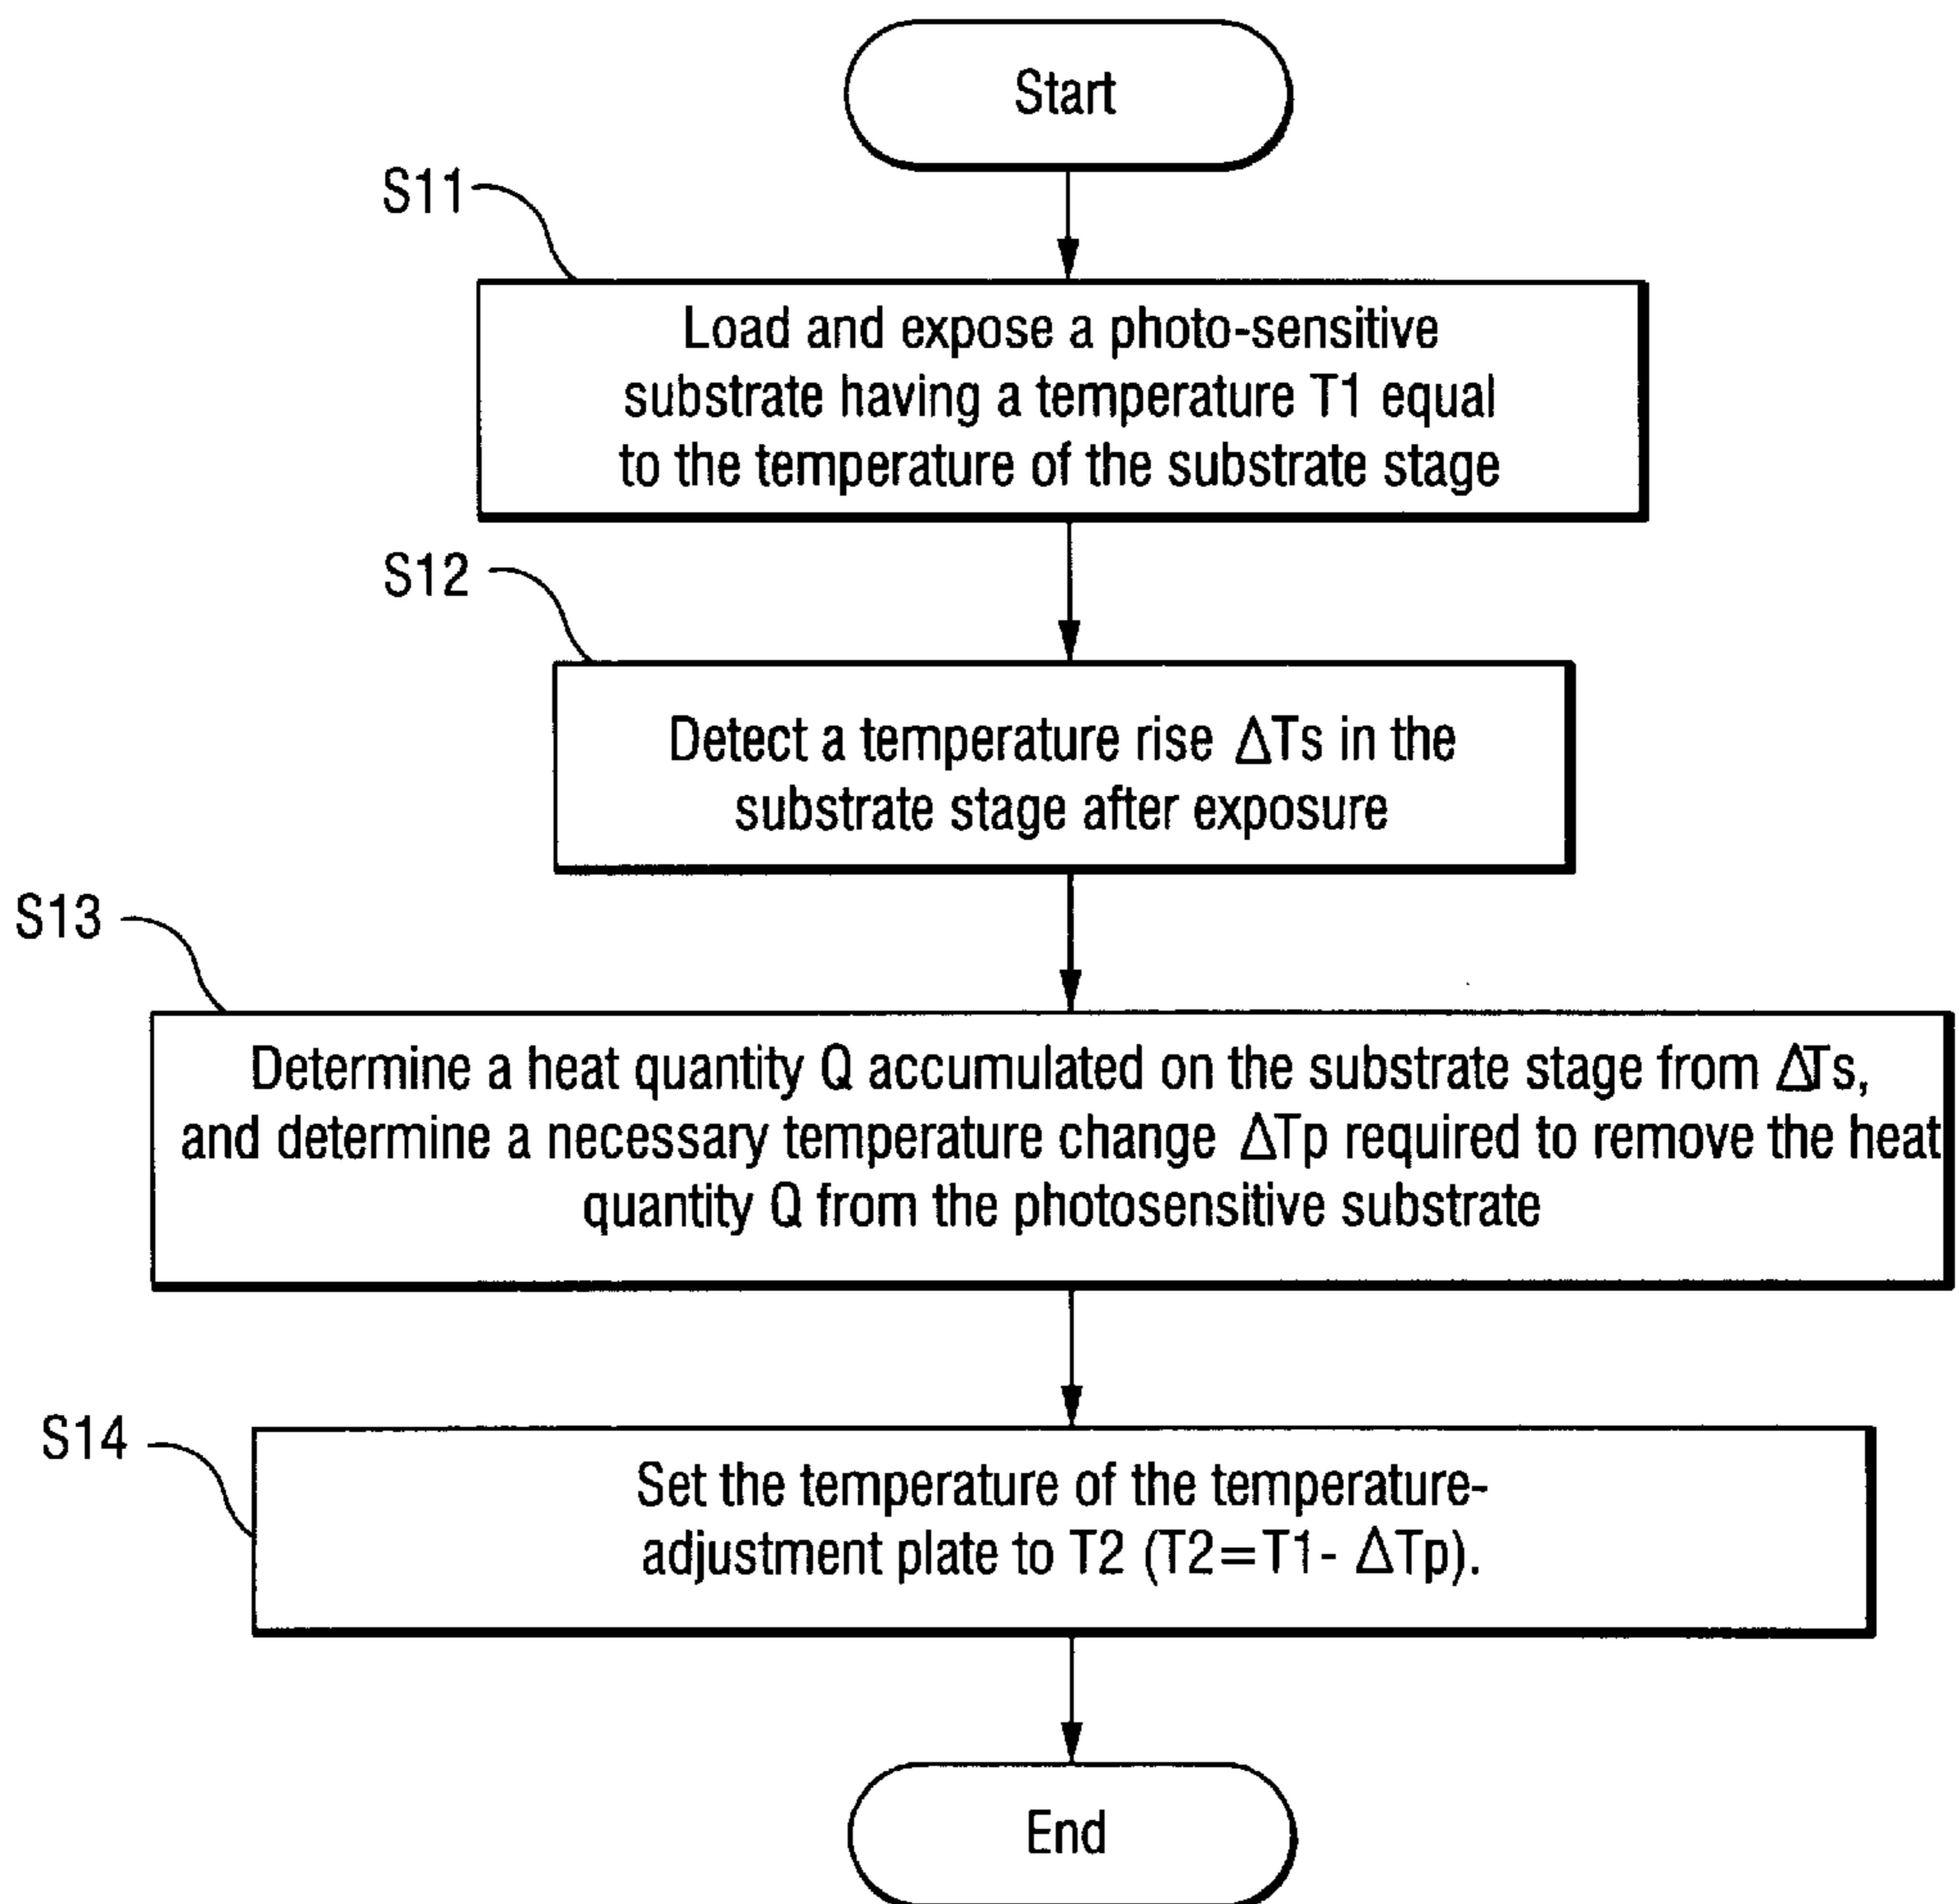 Start
S11
Load and expose a photo-sensitive
substrate having a temperature T1 equal
to the temperature of the substrate stage
S12
Detect a temperature rise ΔTs in the
substrate stage after exposure
S13
Determine a heat quantity Q accumulated on the substrate stage from ΔTs,
and determine a necessary temperature change ΔTp required to remove the heat
quantity Q from the photosensitive substrate
S14
Set the temperature of the temperature-
adjustment plate to T2 (T2=T1- ΔTp).
End